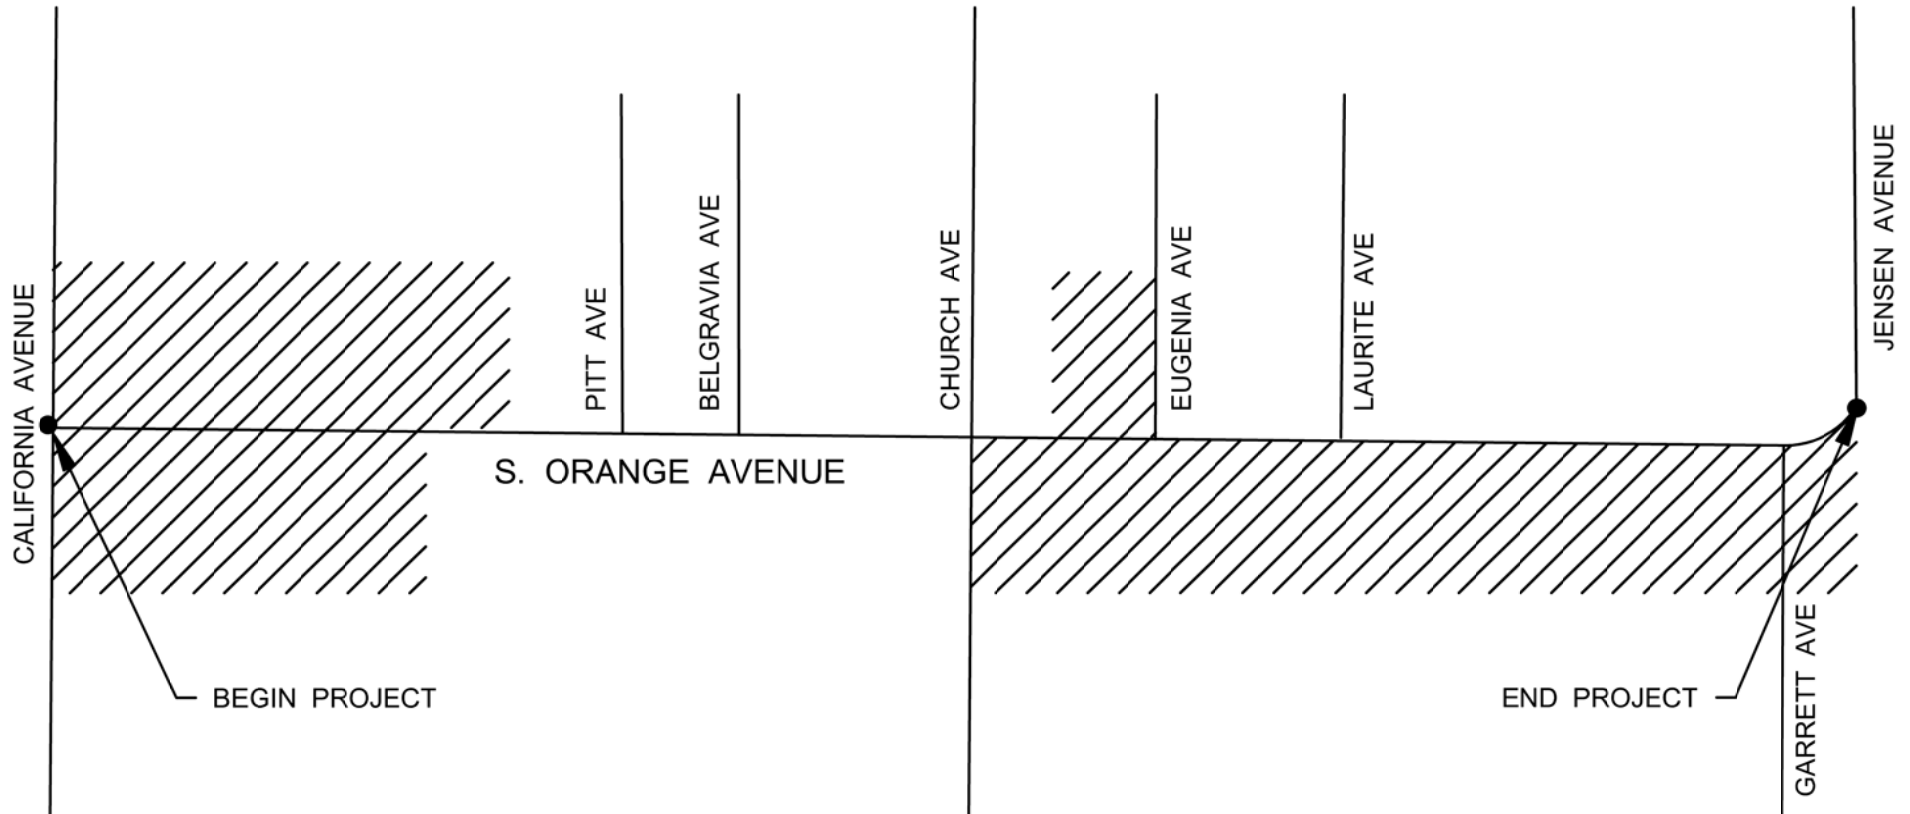 CALIFORNIA AVENUE
PITT AVE
BELGRAVIA AVE
CHURCH AVE
EUGENIA AVE
LAURITE AVE
JENSEN AVENUE
S. ORANGE AVENUE
BEGIN PROJECT
END PROJECT
GARRETT AVE